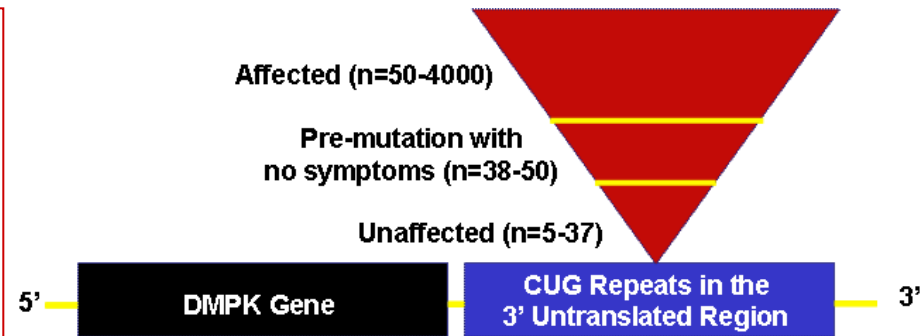 Affected (n=50-4000)
Pre-mutation with
no symptoms (n=38-50)
Unaffected (n=5-37)
5’
DMPK Gene
CUG Repeats in the
3’ Untranslated Region
3’